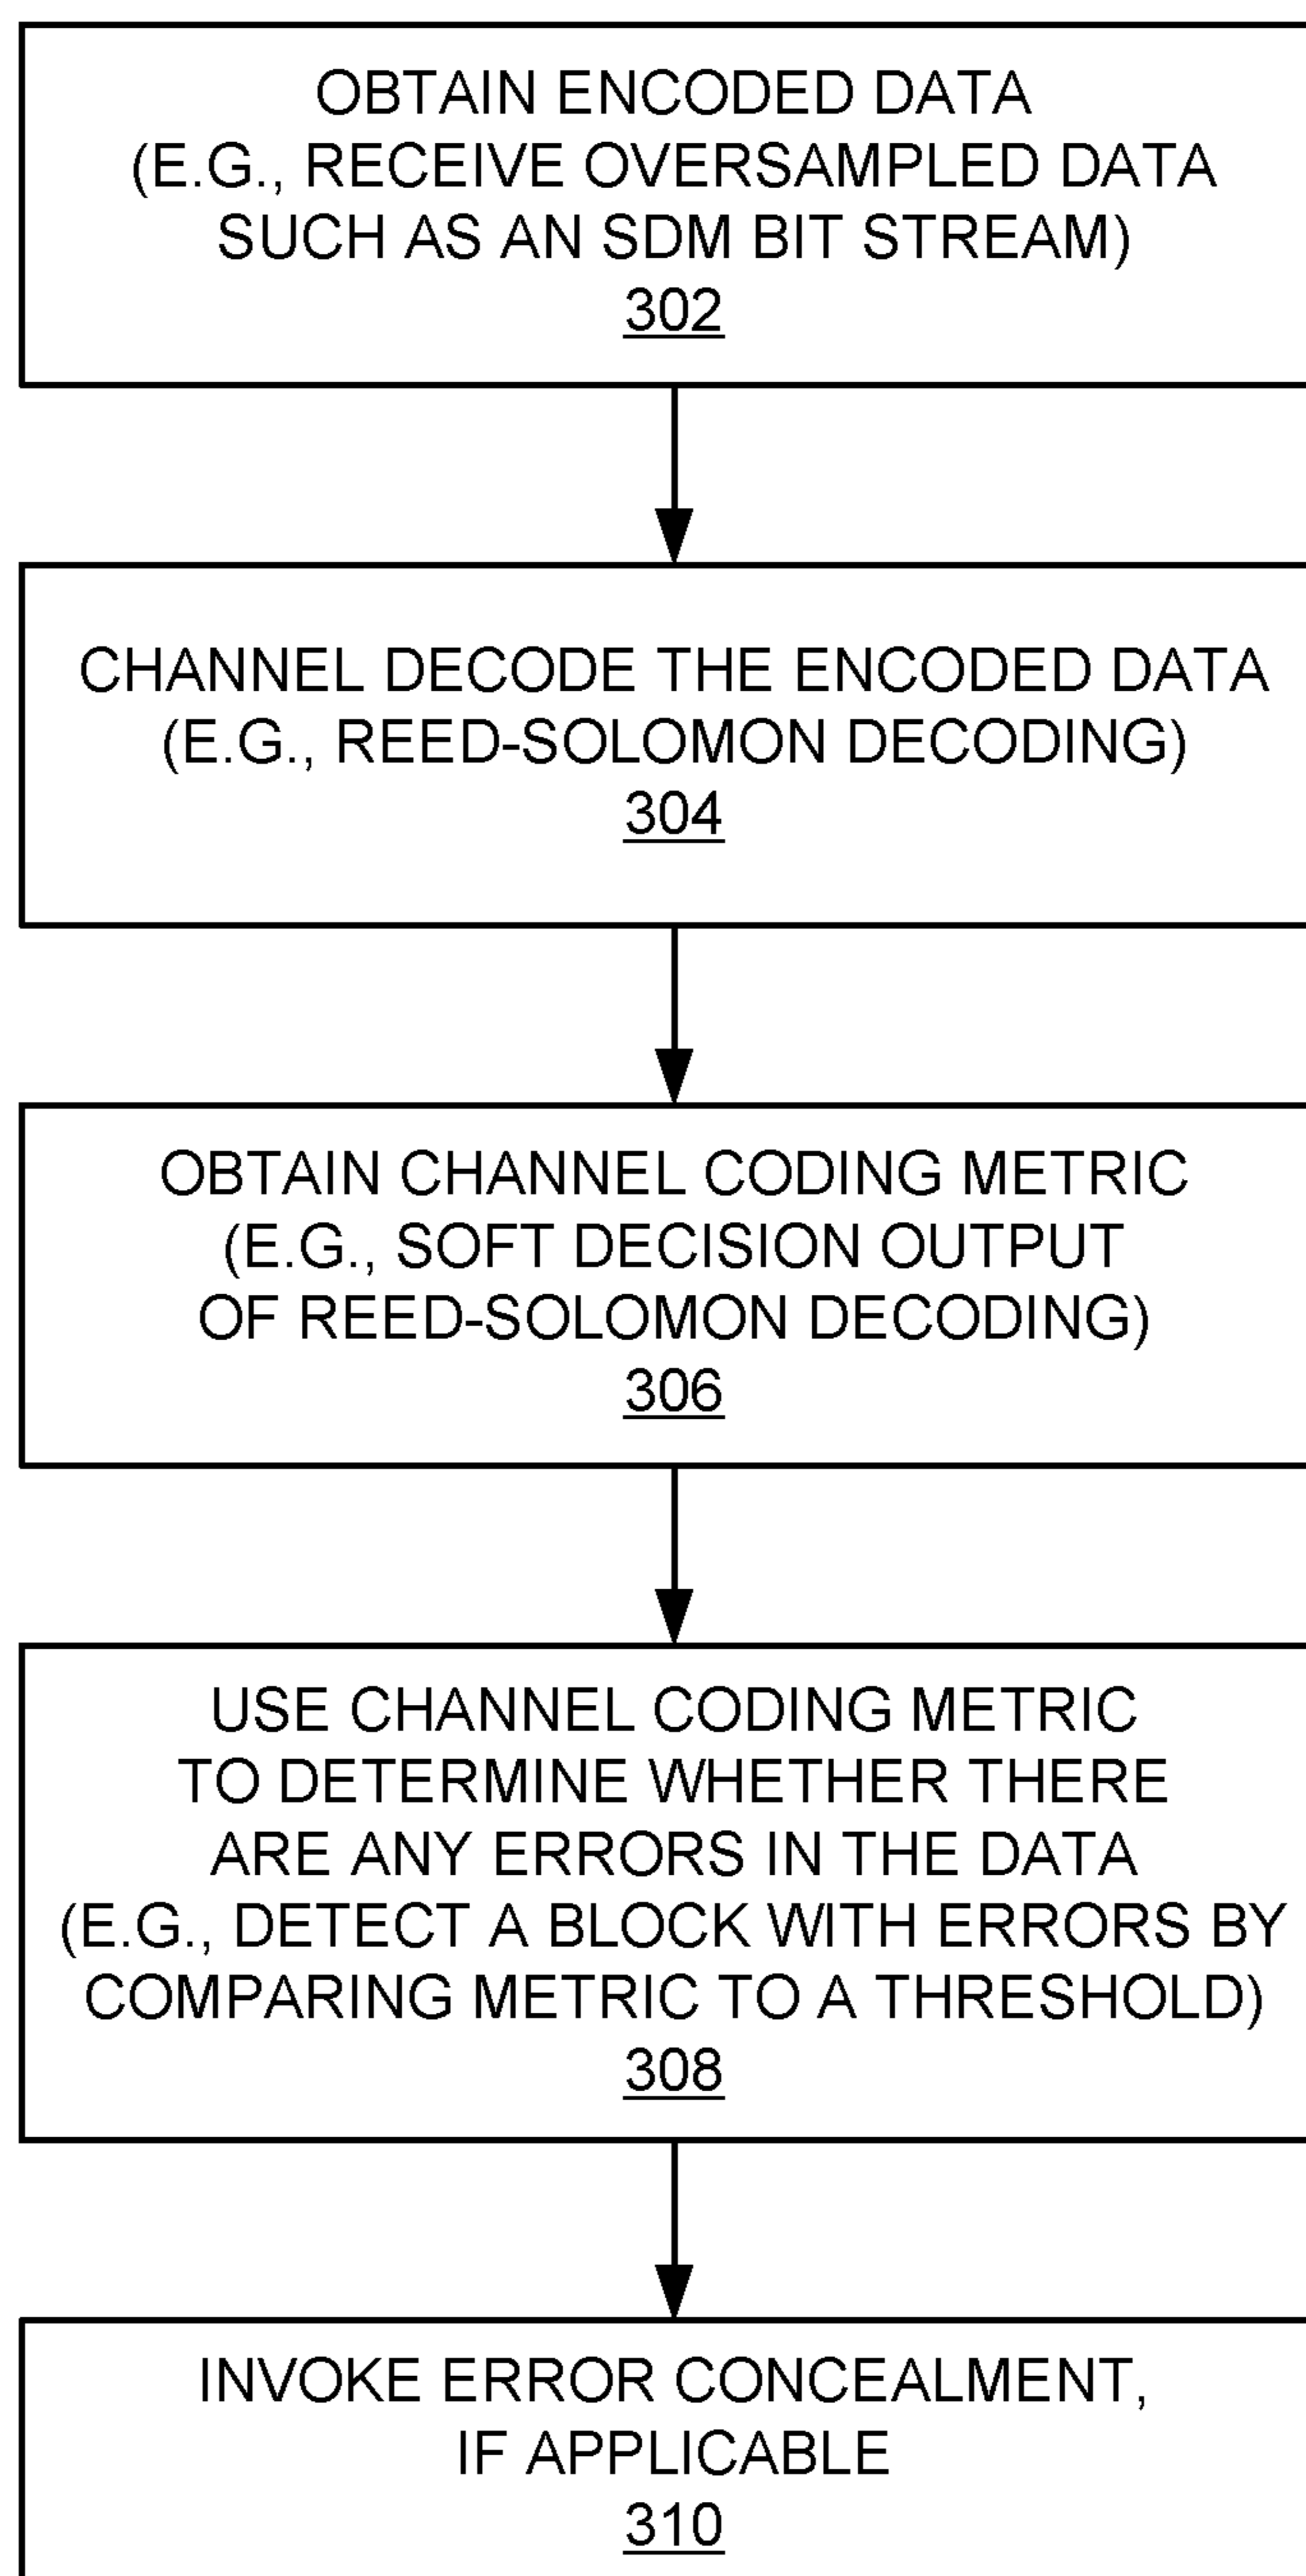 OBTAIN ENCODED DATA
(E.G., RECEIVE OVERSAMPLED DATA
SUCH AS AN SDM BIT STREAM)
302
CHANNEL DECODE THE ENCODED DATA
(E.G., REED-SOLOMON DECODING)
304
OBTAIN CHANNEL CODING METRIC
(E.G., SOFT DECISION OUTPUT
OF REED-SOLOMON DECODING)
306
USE CHANNEL CODING METRIC
TO DETERMINE WHETHER THERE
ARE ANY ERRORS IN THE DATA
(E.G., DETECT A BLOCK WITH ERRORS BY
COMPARING METRIC TO A THRESHOLD)
308
INVOKE ERROR CONCEALMENT,
IF APPLICABLE
310